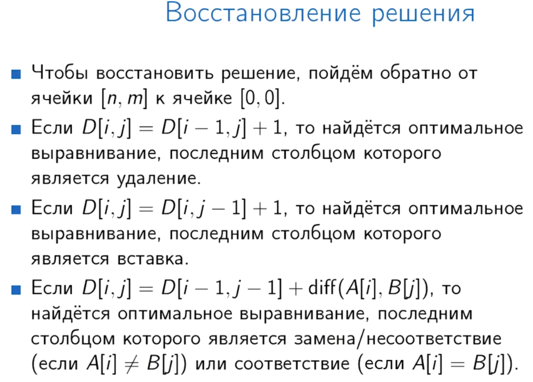 Восстановление решения
Чтобы восстановить решение, пойдём обратно от
ячейки [n, m] к ячейке [0, 0].
Если D[i, j] = D[i − 1, j] + 1, то найдётся оптимальное
выравнивание, последним столбцом которого
является удаление.
Если D[i, j] = D[i, j − 1] + 1, то найдётся оптимальное
выравнивание, последним столбцом которого
является вставка.
Если D[i, j] = D[i − 1, j − 1] + diff(A[i], B[j]), то
найдётся оптимальное выравнивание, последним
столбцом которого является замена/несоответствие
(если A[i] ≠ B[j]) или соответствие (если A[i] = B[j]).